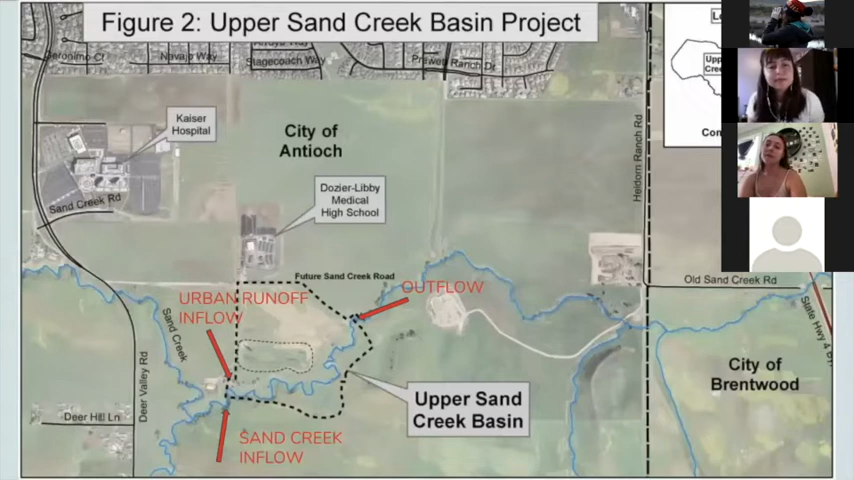 Figure 2: Upper Sand Creek Basin Project
Geronimo Ct
Navajo Way
Stagecoach Way
Prewett Ranch Dr
Kaiser
Hospital
City of
Antioch
Dozier-Libby
Medical
High School
Heidorn Ranch Rd
Sand Creek Rd
Future Sand Creek Road
Old Sand Creek Rd
URBAN RUNOFF
INFLOW
OUTFLOW
Sand Creek
Deer Valley Rd
State Hwy 4
City of
Brentwood
Upper Sand
Creek Basin
Deer Hill Ln
SAND CREEK
INFLOW